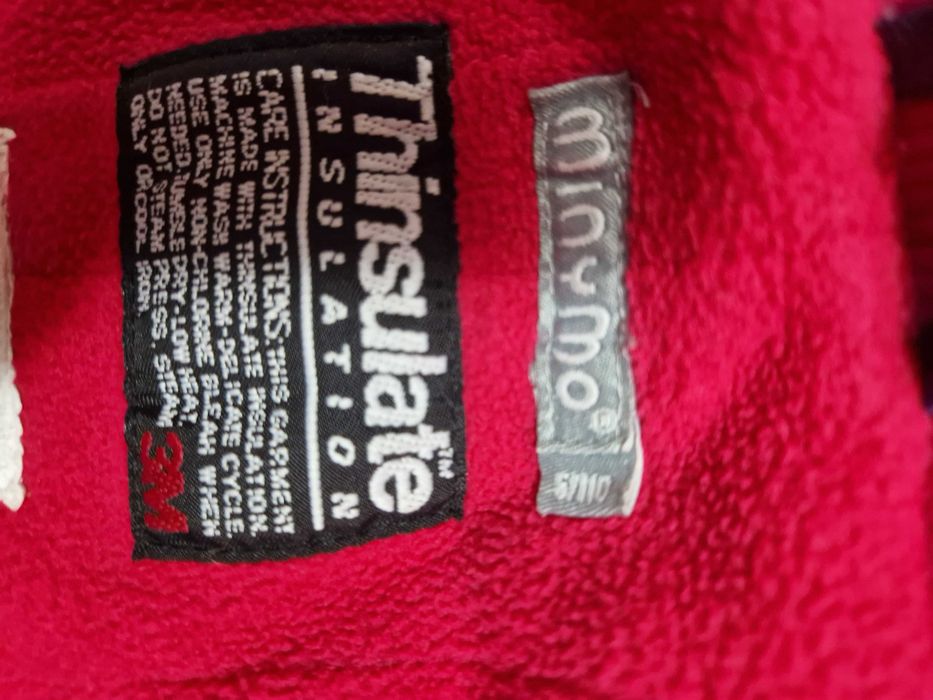 Thinsulate™
INSULATION
CARE INSTRUCTIONS: THIS GARMENT
IS MADE WITH THINSULATE INSULATION.
MACHINE WASH WARM-DELICATE CYCLE.
USE ONLY NON-CHLORINE BLEAH WHEN
NEEDED. TUMBLE DRY-LOW HEAT
DO NOT STEAM PRESS. STEAM
ONLY OR COOL IRON.
3M
minymo®
5/110